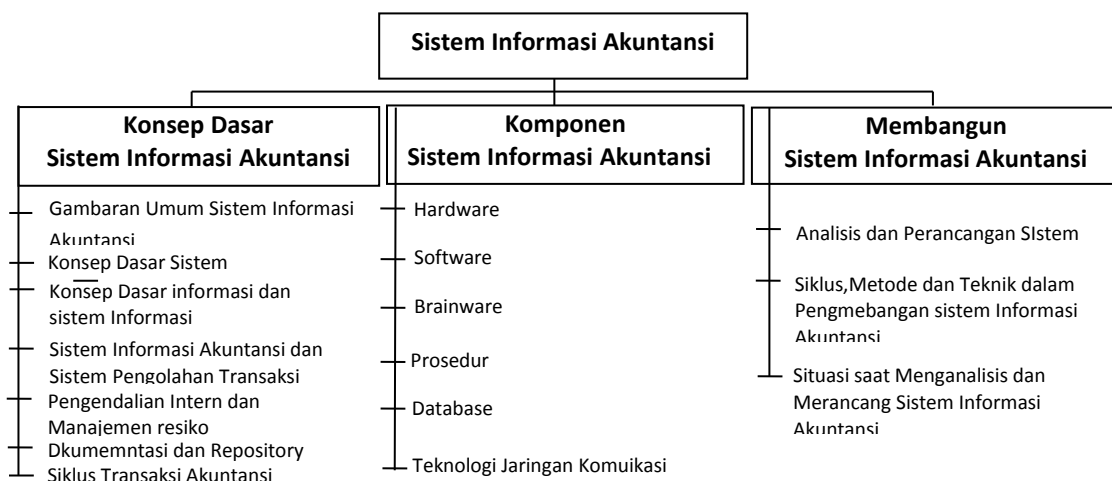 Sistem Informasi Akuntansi
Konsep Dasar
Sistem Informasi Akuntansi
Gambaran Umum Sistem Informasi
Akuntansi
Konsep Dasar Sistem
Konsep Dasar informasi dan
sistem Informasi
Sistem Informasi Akuntansi dan
Sistem Pengolahan Transaksi
Pengendalian Intern dan
Manajemen resiko
Dkumemntasi dan Repository
Siklus Transaksi Akuntansi
Komponen
Sistem Informasi Akuntansi
Hardware
Software
Brainware
Prosedur
Database
Teknologi Jaringan Komuikasi
Membangun
Sistem Informasi Akuntansi
Analisis dan Perancangan SIstem
Siklus,Metode dan Teknik dalam
Pengmebangan sistem Informasi
Akuntansi
Situasi saat Menganalisis dan
Merancang Sistem Informasi
Akuntansi